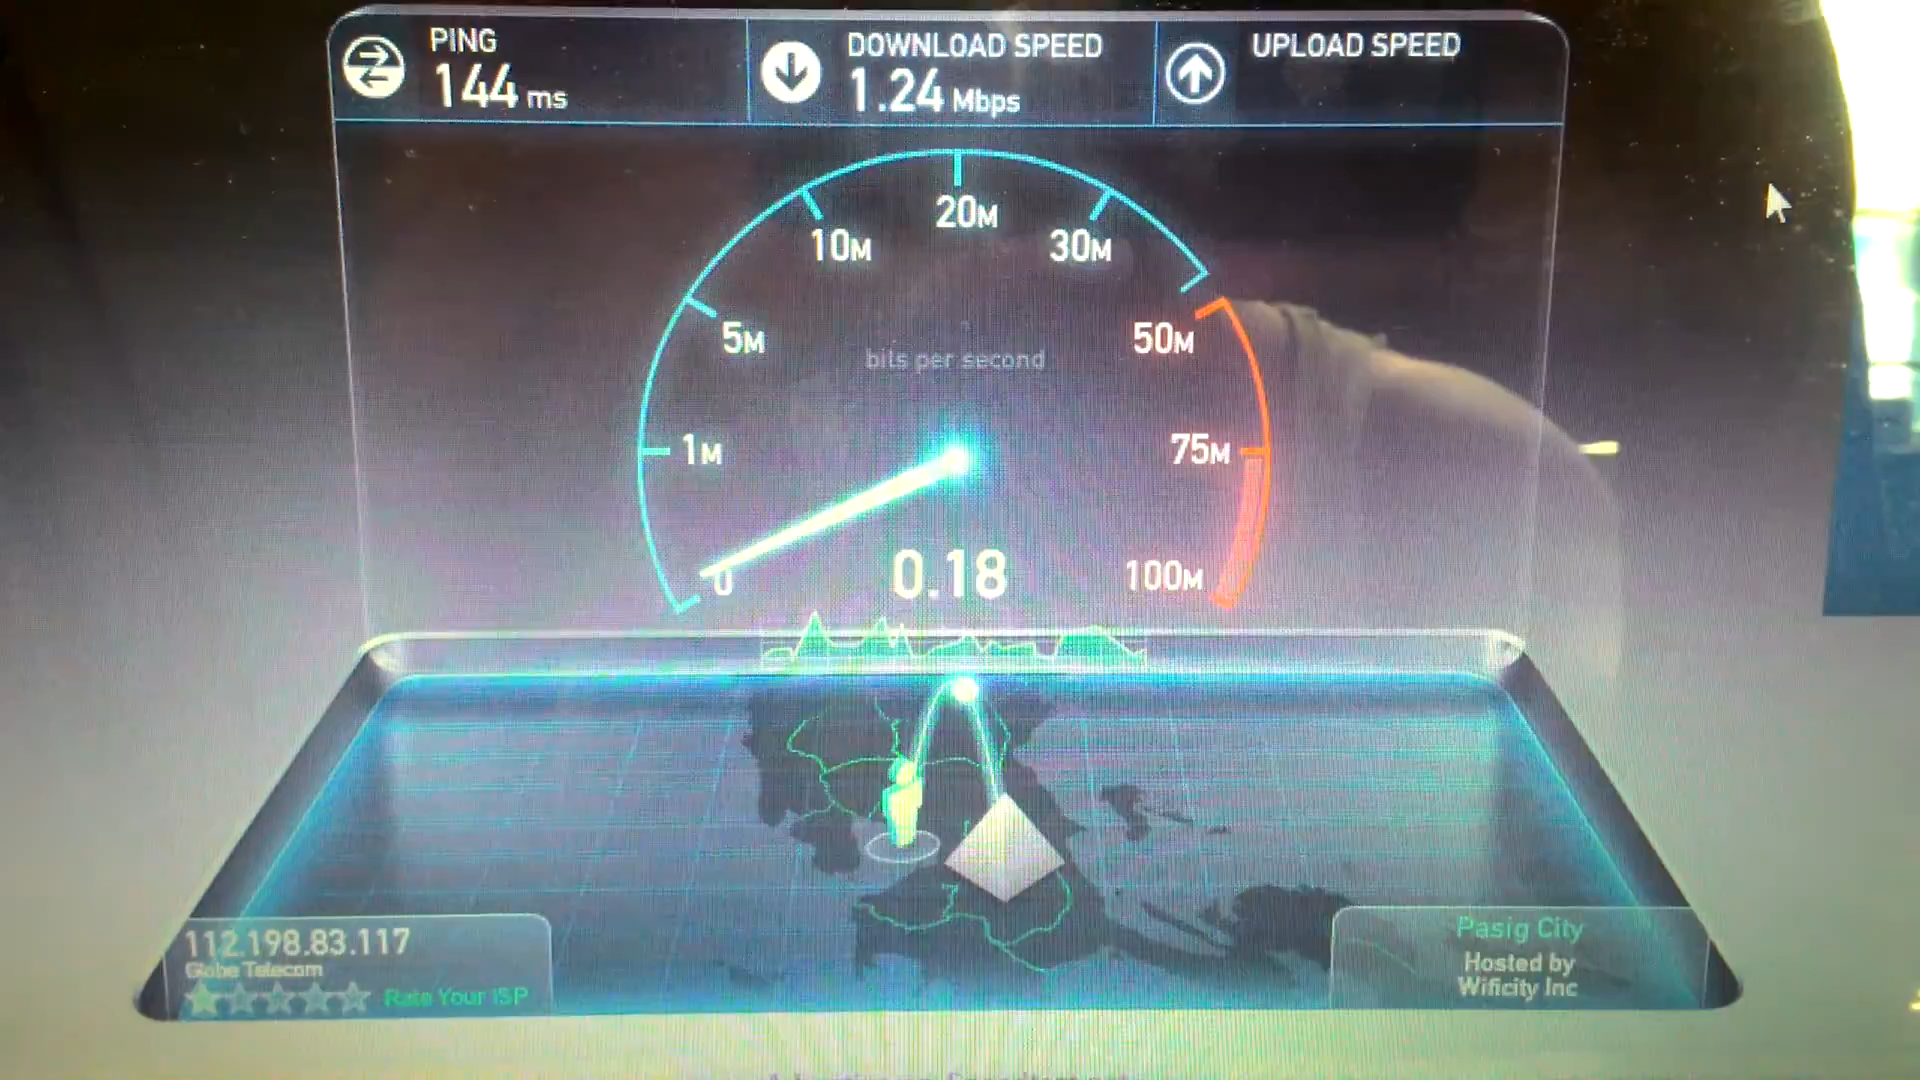 PING
144 ms
DOWNLOAD SPEED
1.24 Mbps
UPLOAD SPEED
20M
10M
30M
5M
50M
bits per second
1M
75M
0
0.18
100M
112.198.83.117
Globe Telecom
Rate Your ISP
Pasig City
Hosted by
Wificity Inc